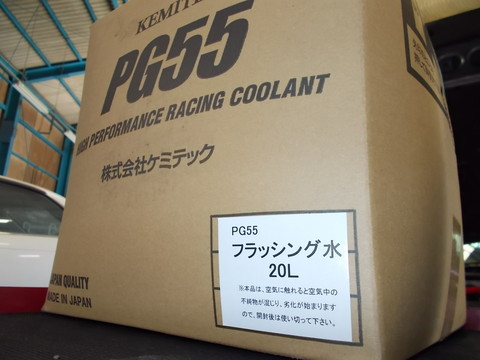 KEMITEC
PG55
HIGH PERFORMANCE RACING COOLANT
株式会社ケミテック
PG55
フラッシング水
20L
※本品は、空気に触れると空気中の
不純物が混じり、劣化が始まります
ので、開封後は使い切って下さい。
JAPAN QUALITY
MADE IN JAPAN